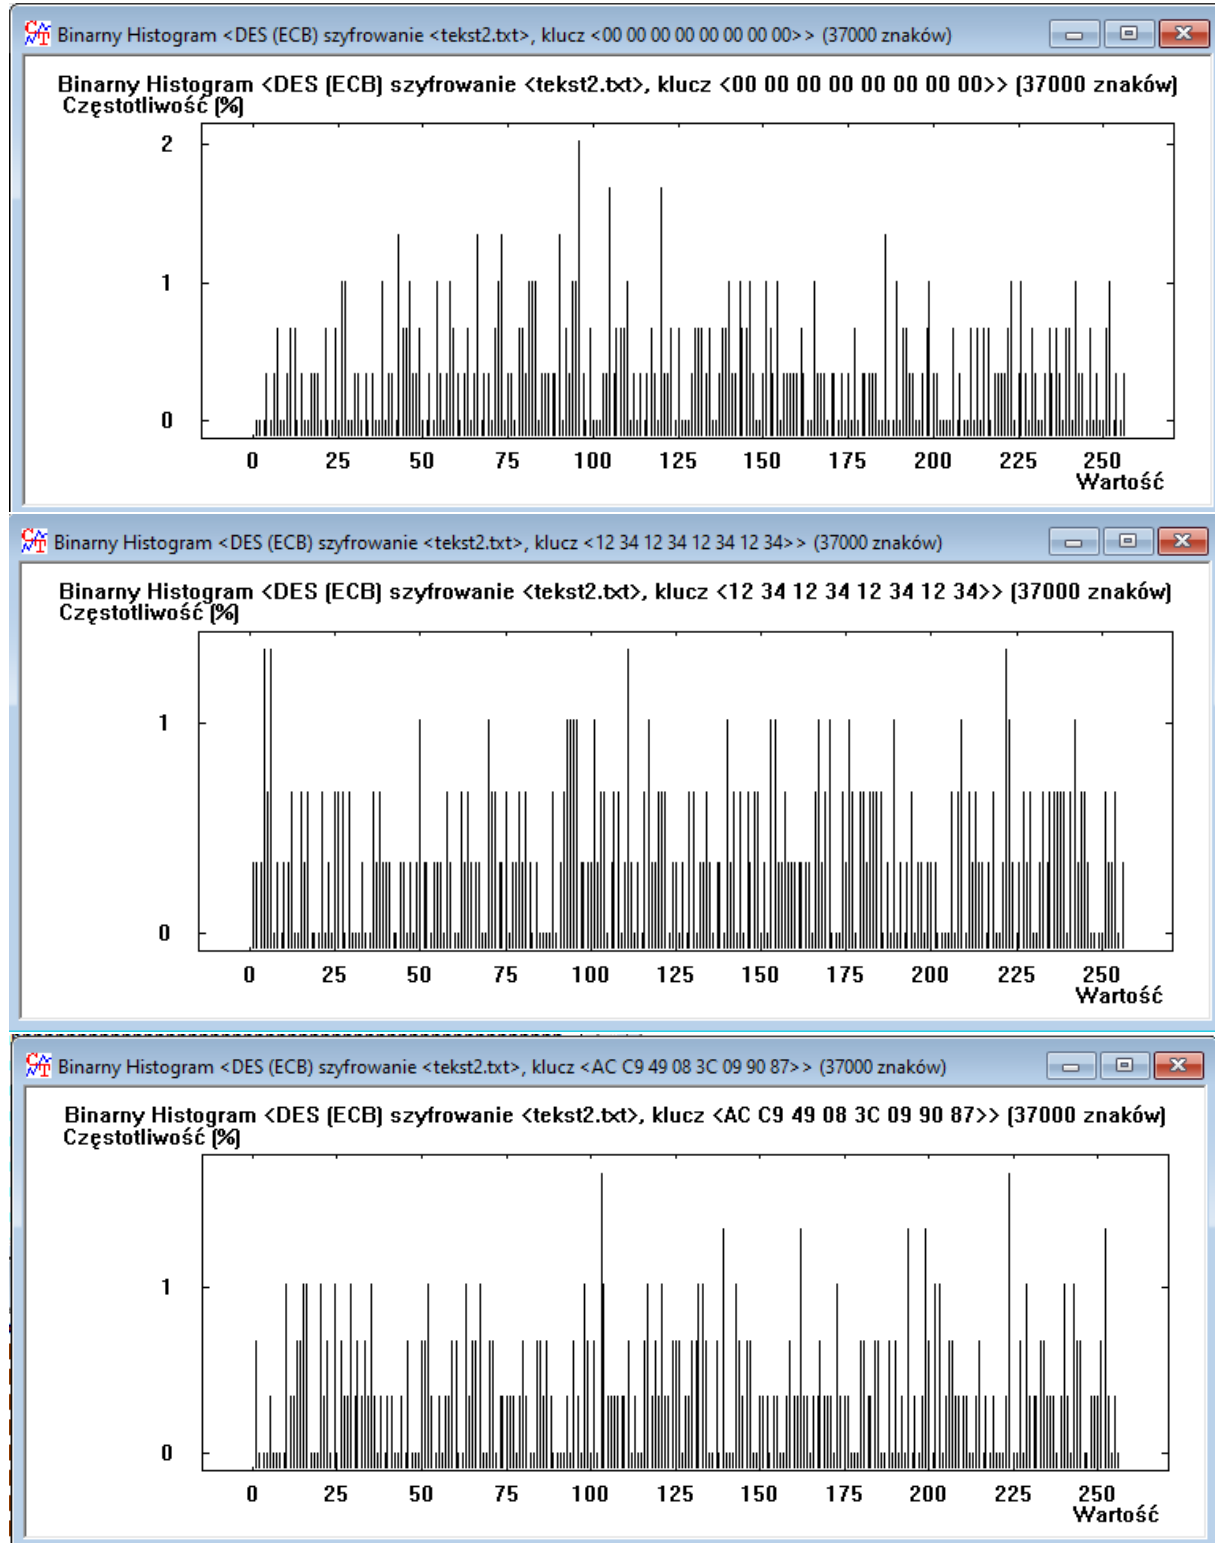 Binarny Histogram <DES (ECB) szyfrowanie <tekst2.txt>, klucz <00 00 00 00 00 00 00 00>> (37000 znaków)
Binarny Histogram <DES (ECB) szyfrowanie <tekst2.txt>, klucz <00 00 00 00 00 00 00 00>> (37000 znaków)
Częstotliwość (%)
2
1
0
0 25 50 75 100 125 150 175 200 225 250
Wartość
Binarny Histogram <DES (ECB) szyfrowanie <tekst2.txt>, klucz <12 34 12 34 12 34 12 34>> (37000 znaków)
Binarny Histogram <DES (ECB) szyfrowanie <tekst2.txt>, klucz <12 34 12 34 12 34 12 34>> (37000 znaków)
Częstotliwość (%)
1
0
0 25 50 75 100 125 150 175 200 225 250
Wartość
Binarny Histogram <DES (ECB) szyfrowanie <tekst2.txt>, klucz <AC C9 49 08 3C 09 90 87>> (37000 znaków)
Binarny Histogram <DES (ECB) szyfrowanie <tekst2.txt>, klucz <AC C9 49 08 3C 09 90 87>> (37000 znaków)
Częstotliwość (%)
1
0
0 25 50 75 100 125 150 175 200 225 250
Wartość